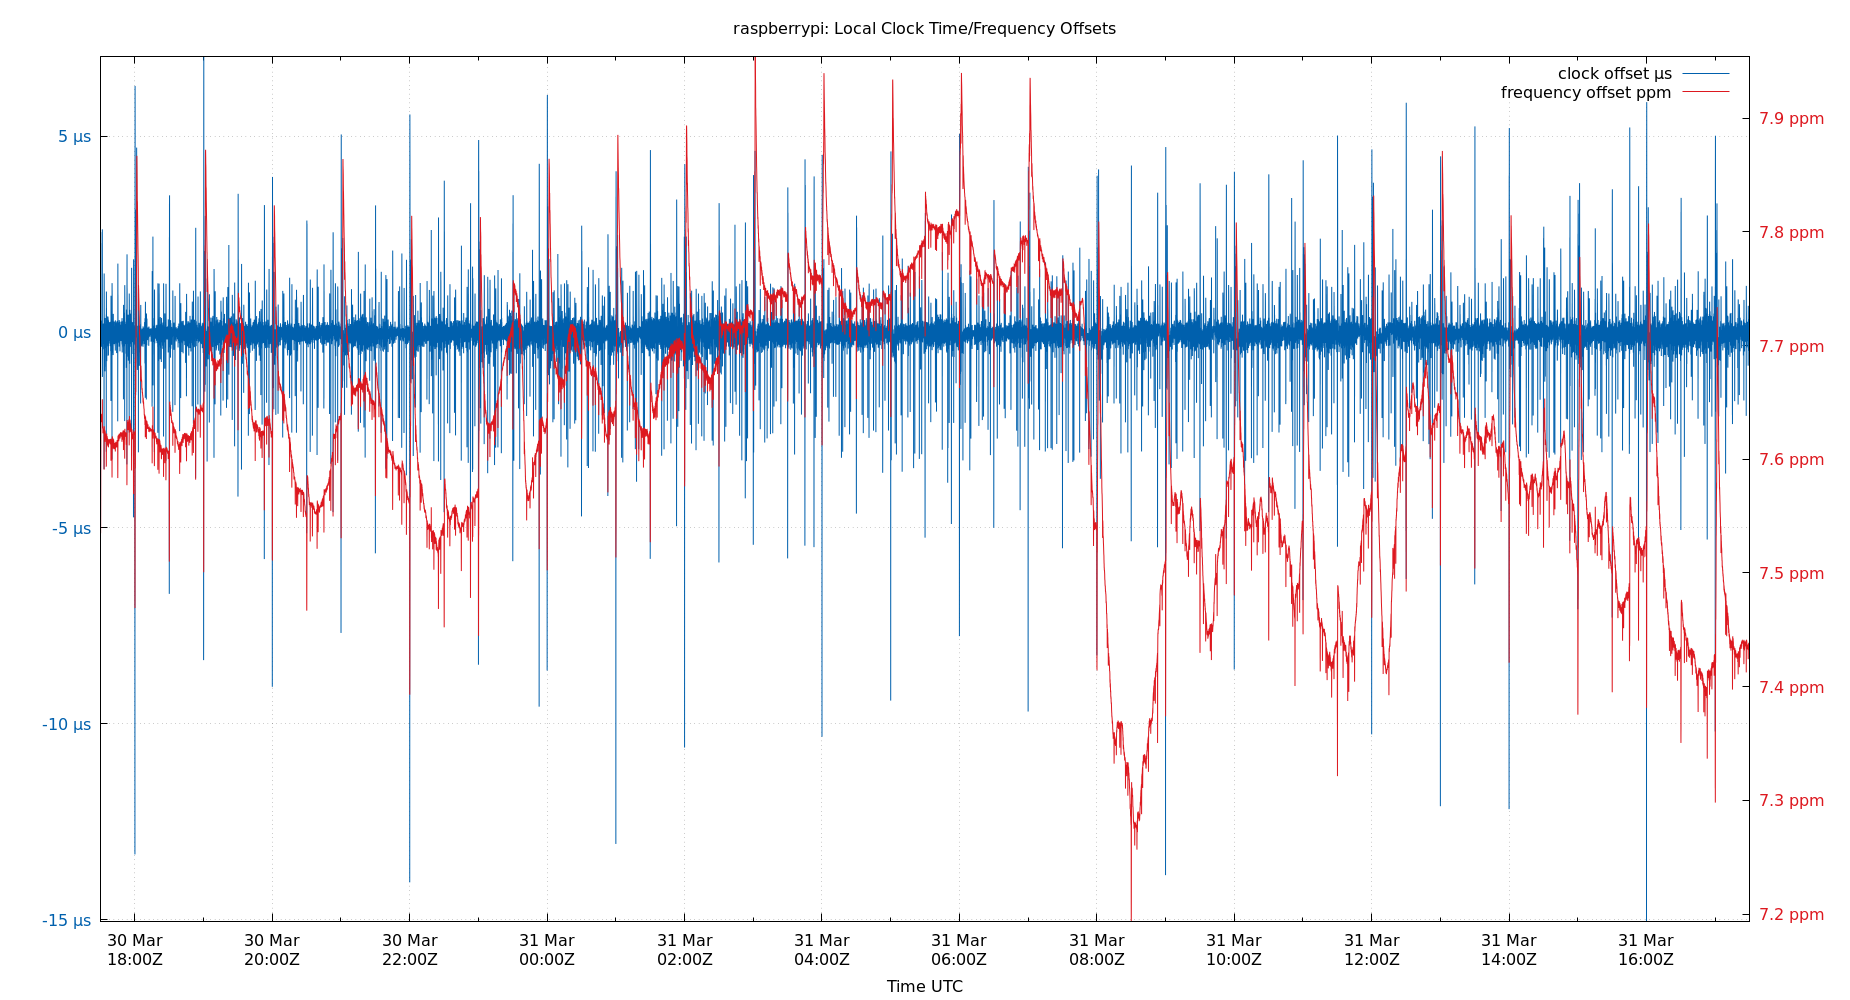 raspberrypi: Local Clock Time/Frequency Offsets
clock offset µs
frequency offset ppm
5 µs
0 µs
-5 µs
-10 µs
-15 µs
7.9 ppm
7.8 ppm
7.7 ppm
7.6 ppm
7.5 ppm
7.4 ppm
7.3 ppm
7.2 ppm
30 Mar 30 Mar 30 Mar 31 Mar 31 Mar 31 Mar 31 Mar 31 Mar 31 Mar 31 Mar 31 Mar 31 Mar
18:00Z 20:00Z 22:00Z 00:00Z 02:00Z 04:00Z 06:00Z 08:00Z 10:00Z 12:00Z 14:00Z 16:00Z
Time UTC